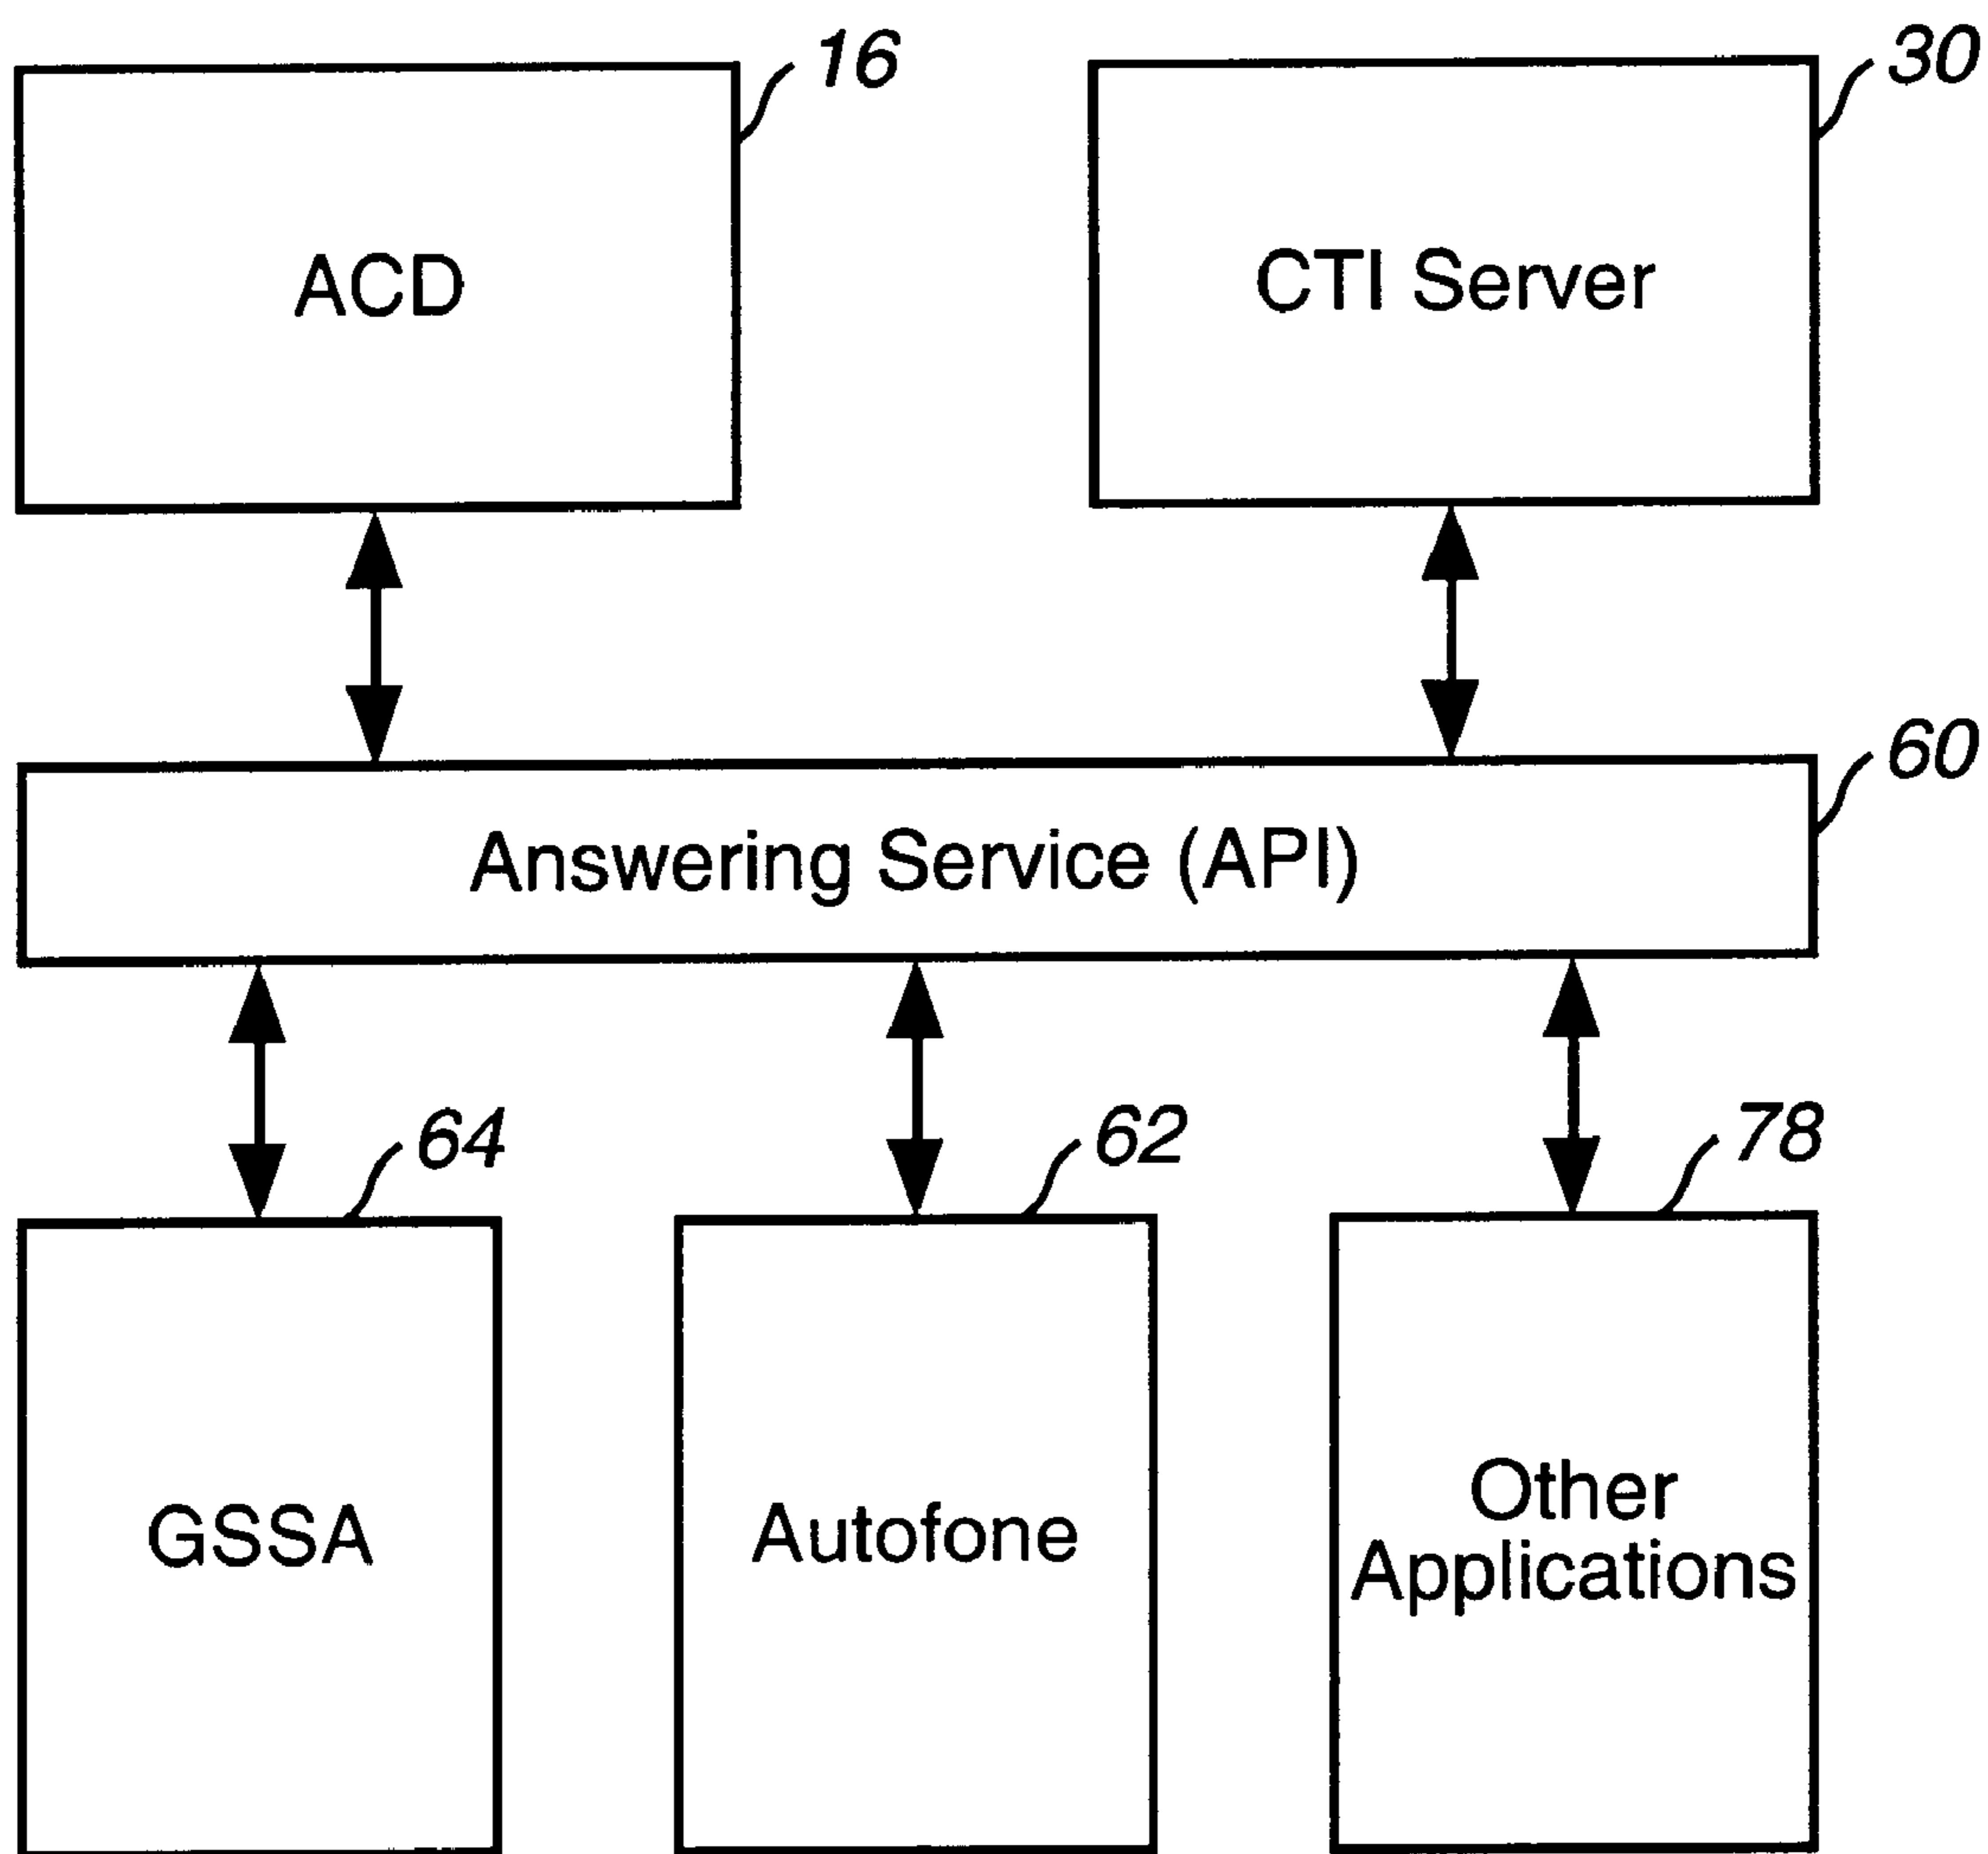 16
30
ACD
CTI Server
60
Answering Service (API)
64
62
78
GSSA
Autofone
Other
Applications